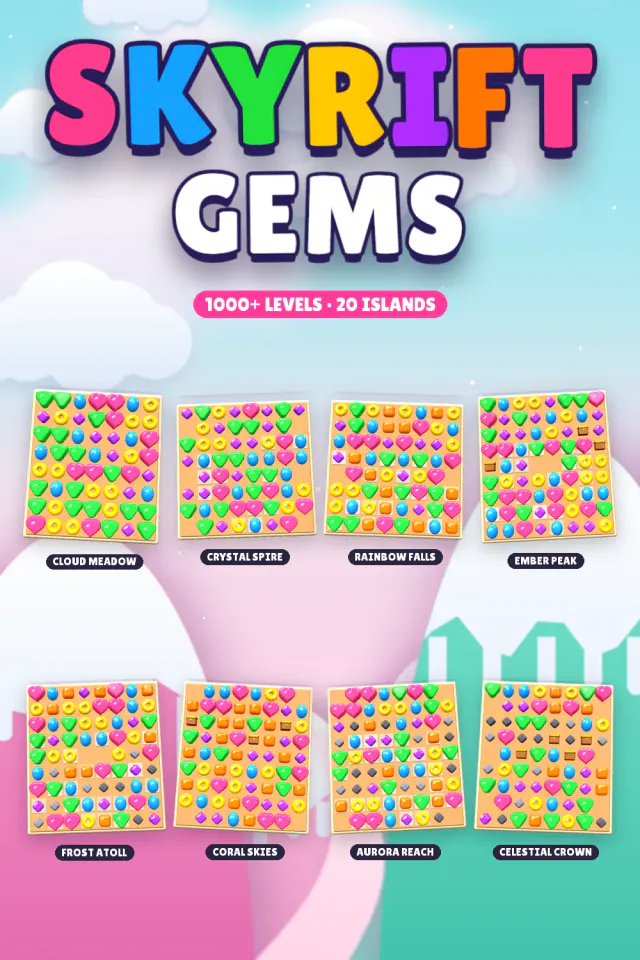 SKYRIFT
GEMS
1000+ LEVELS · 20 ISLANDS
CLOUD MEADOW
CRYSTAL SPIRE
RAINBOW FALLS
EMBER PEAK
FROST ATOLL
CORAL SKIES
AURORA REACH
CELESTIAL CROWN